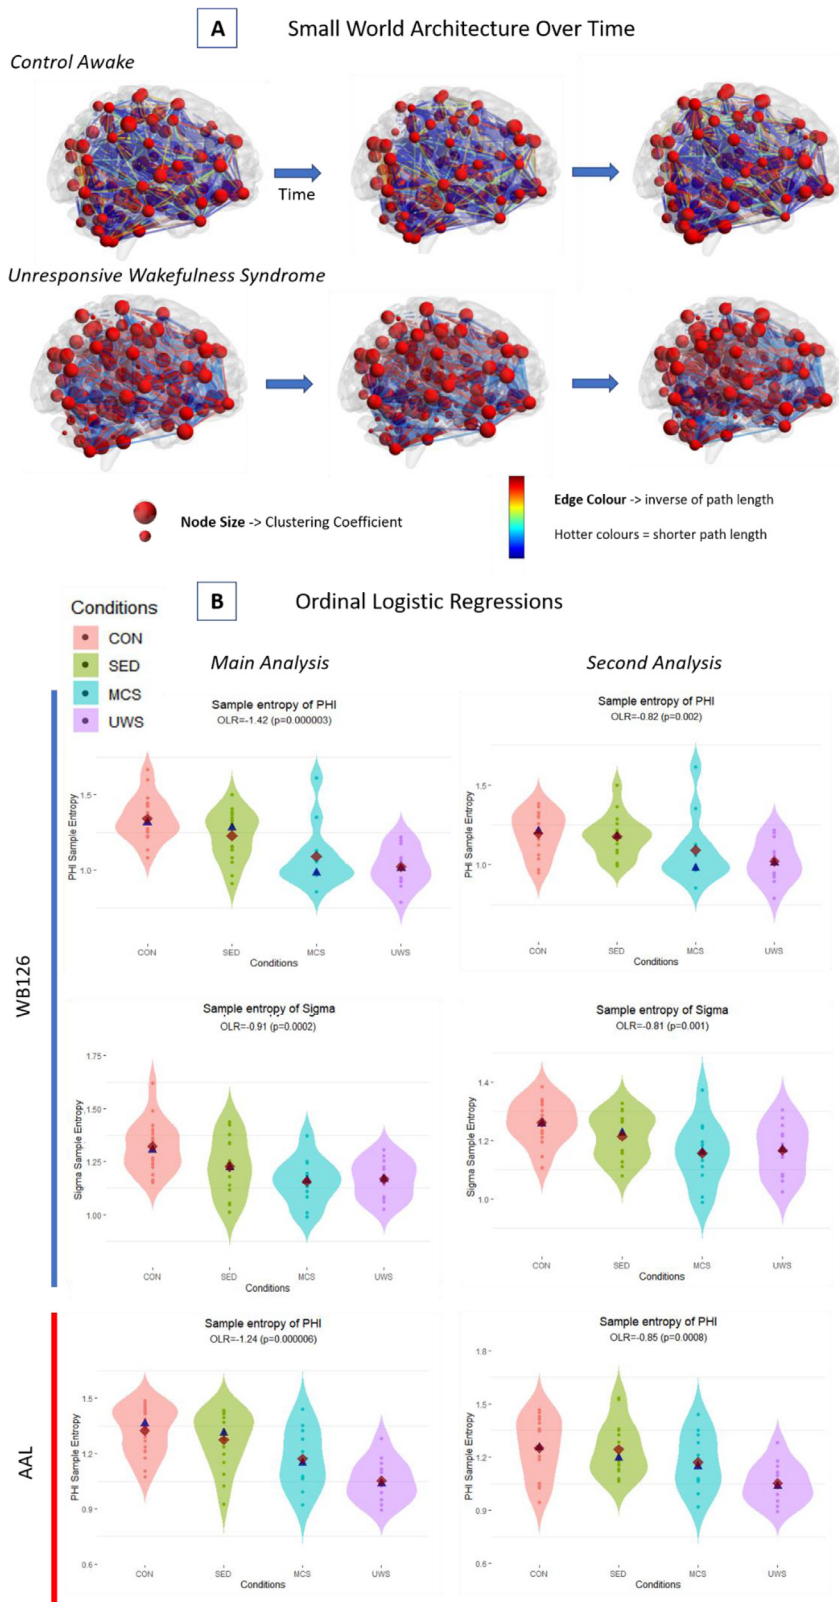 A Small World Architecture Over Time
Control Awake
Time
Unresponsive Wakefulness Syndrome
Node Size -> Clustering Coefficient
Edge Colour -> inverse of path length
Hotter colours = shorter path length
B Ordinal Logistic Regressions
Conditions
CON
SED
MCS
UWS
Main Analysis
Second Analysis
WB126
Sample entropy of PHI
OLR=-1.42 (p=0.000003)
PHI Sample Entropy
1.5-
1.0-
CON SED MCS UWS
Conditions
Sample entropy of PHI
OLR=-0.82 (p=0.002)
PHI Sample Entropy
1.5-
1.0-
CON SED MCS UWS
Conditions
Sample entropy of Sigma
OLR=-0.91 (p=0.0002)
Sigma Sample Entropy
1.75-
1.50-
1.25-
1.00-
CON SED MCS UWS
Conditions
Sample entropy of Sigma
OLR=-0.81 (p=0.001)
Sigma Sample Entropy
1.4-
1.2-
1.0-
CON SED MCS UWS
Conditions
AAL
Sample entropy of PHI
OLR=-1.24 (p=0.000006)
PHI Sample Entropy
1.5-
1.2-
0.9-
0.6-
CON SED MCS UWS
Conditions
Sample entropy of PHI
OLR=-0.85 (p=0.0008)
PHI Sample Entropy
1.8-
1.5-
1.2-
0.9-
0.6-
CON SED MCS UWS
Conditions